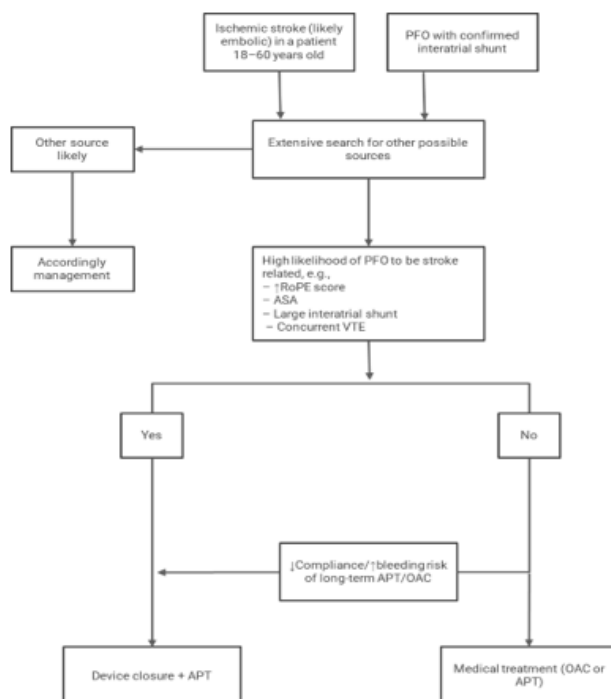 Ischemic stroke (likely
embolic) in a patient
18–60 years old
PFO with confirmed
interatrial shunt
Other source
likely
Extensive search for other possible
sources
Accordingly
management
High likelihood of PFO to be stroke
related, e.g.,
– ↑RoPE score
– ASA
– Large interatrial shunt
– Concurrent VTE
Yes
No
↓Compliance/↑bleeding risk
of long-term APT/OAC
Device closure + APT
Medical treatment (OAC or
APT)